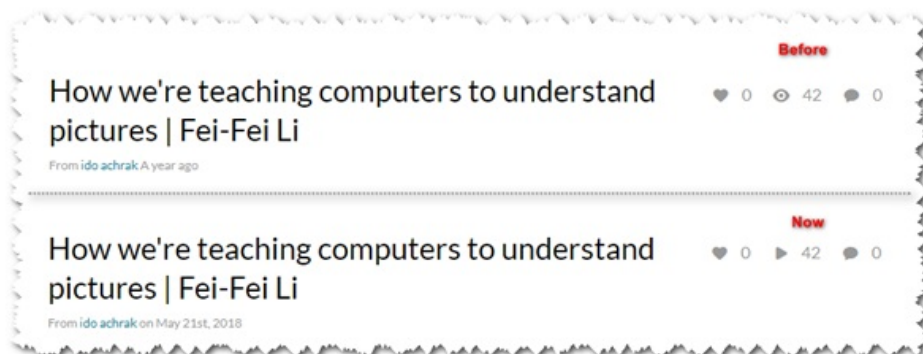 Before
How we're teaching computers to understand
0 42 0
pictures | Fei-Fei Li
From ido achrak A year ago
Now
How we're teaching computers to understand
0 42 0
pictures | Fei-Fei Li
From ido achrak on May 21st, 2018